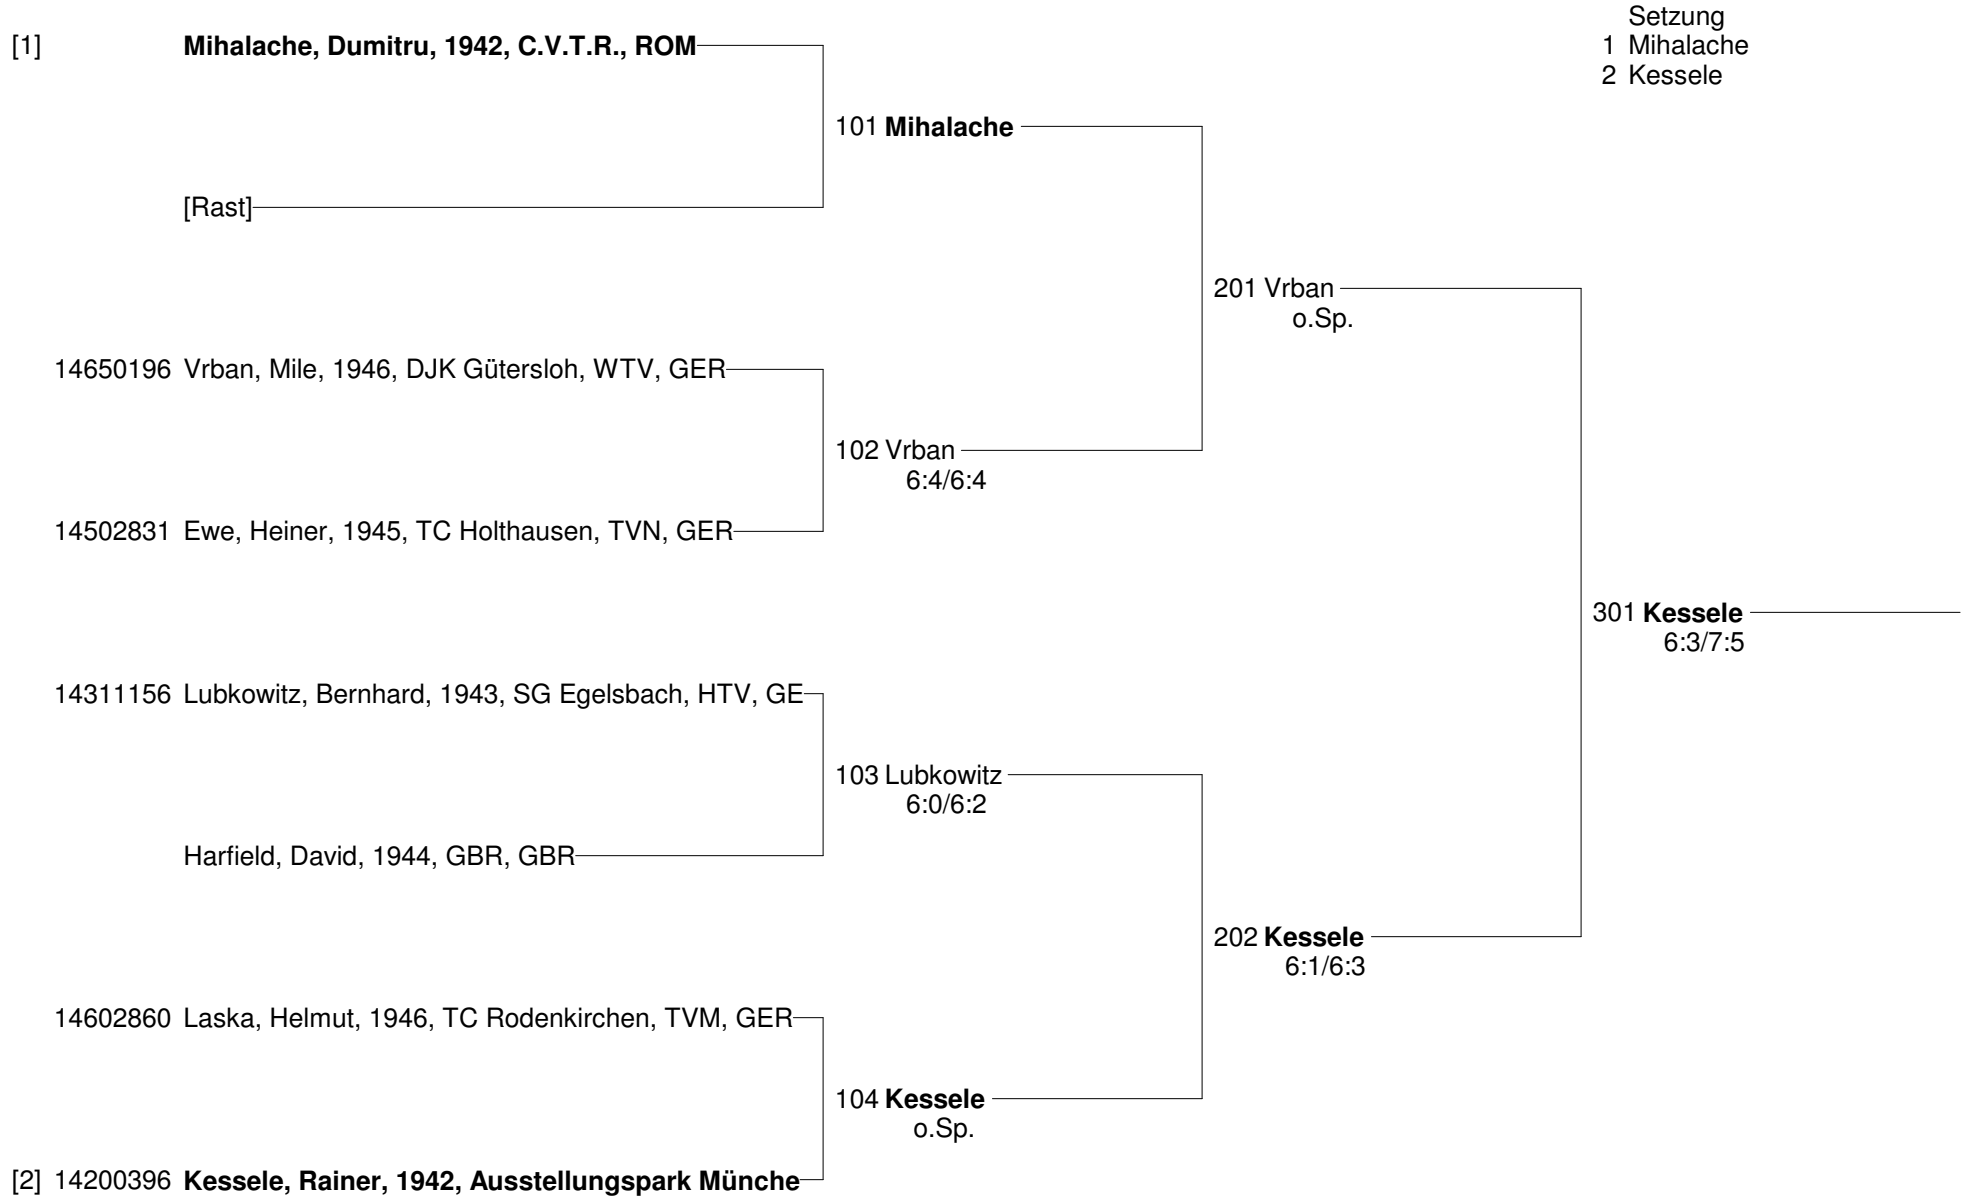 Setzung
1 Mihalache
2 Kessele
[1] Mihalache, Dumitru, 1942, C.V.T.R., ROM
101 Mihalache
[Rast]
201 Vrban
o.Sp.
14650196 Vrban, Mile, 1946, DJK Gütersloh, WTV, GER
102 Vrban
6:4/6:4
14502831 Ewe, Heiner, 1945, TC Holthausen, TVN, GER
301 Kessele
6:3/7:5
14311156 Lubkowitz, Bernhard, 1943, SG Egelsbach, HTV, GE
103 Lubkowitz
6:0/6:2
Harfield, David, 1944, GBR, GBR
202 Kessele
6:1/6:3
14602860 Laska, Helmut, 1946, TC Rodenkirchen, TVM, GER
104 Kessele
o.Sp.
[2] 14200396 Kessele, Rainer, 1942, Ausstellungspark Münche